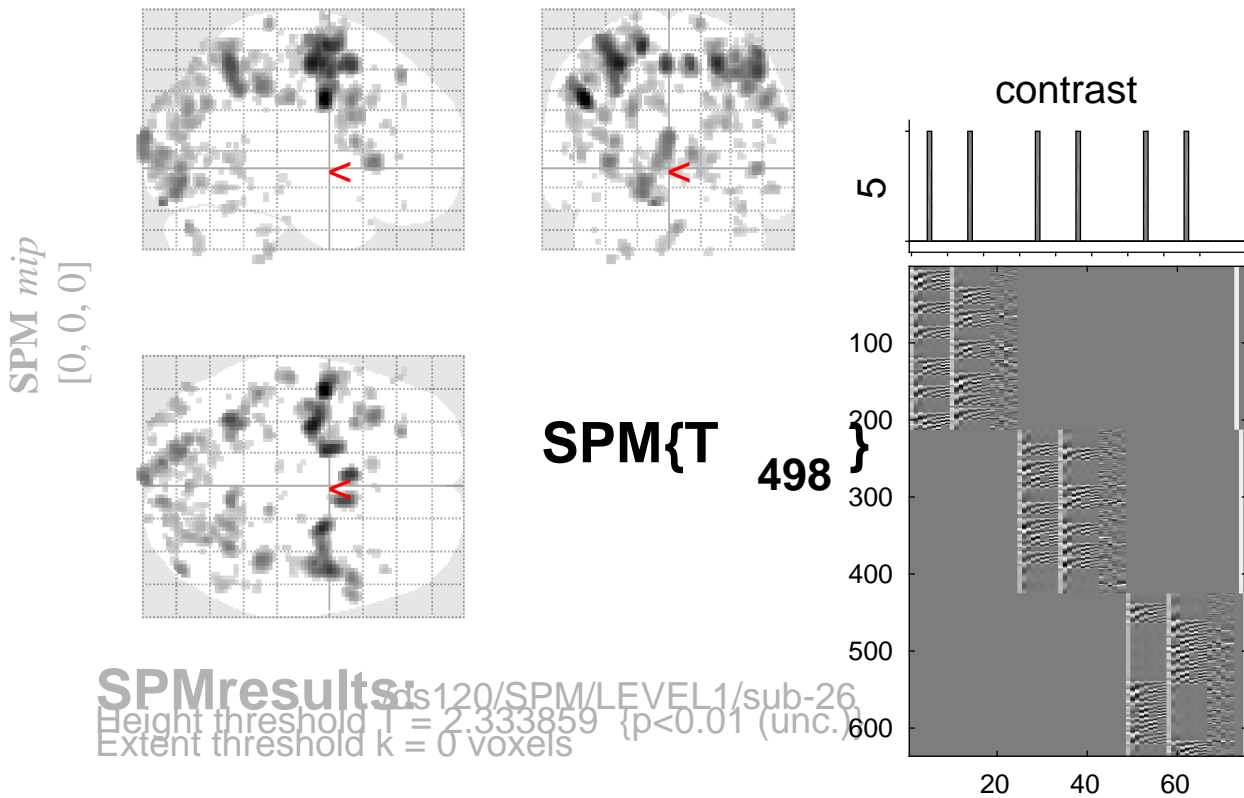 SPM mip
[0, 0, 0]
<
<
<
SPM{T498}
contrast
5
100
200
300
400
500
600
20 40 60
SPMresults: /ds120/SPM/LEVEL1/sub-26
Height threshold T = 2.333859 {p<0.01 (unc.)}
Extent threshold k = 0 voxels